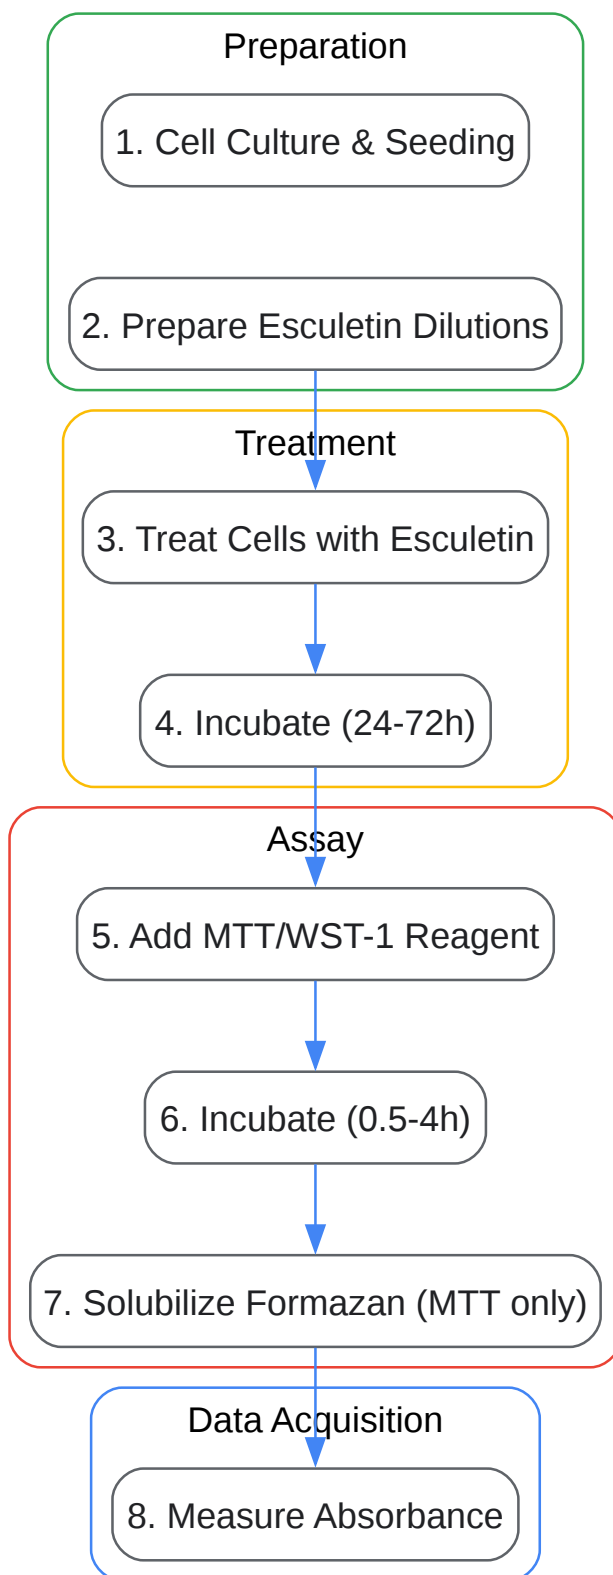 Preparation
1. Cell Culture & Seeding
2. Prepare Esculetin Dilutions
Treatment
3. Treat Cells with Esculetin
4. Incubate (24-72h)
Assay
5. Add MTT/WST-1 Reagent
6. Incubate (0.5-4h)
7. Solubilize Formazan (MTT only)
Data Acquisition
8. Measure Absorbance